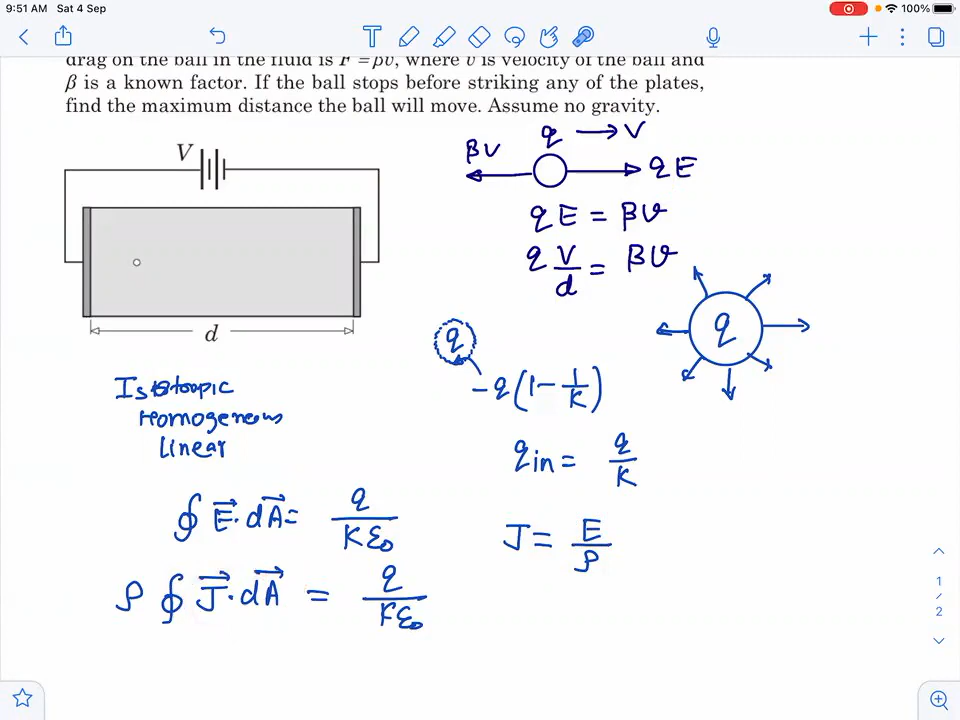 9:51 AM Sat 4 Sep
100%
drag on the ball in the fluid is F = βv, where v is velocity of the ball and
β is a known factor. If the ball stops before striking any of the plates,
find the maximum distance the ball will move. Assume no gravity.
V
d
q → V
βV
qE
qE = βv
q V/d = βv
q
q
-q(1 - 1/K)
q in = q/K
Isotropic
Homogeneous
Linear
∮ E⃗·dA⃗ = q/Kε₀
J = E/ρ
ρ ∮ J⃗·dA⃗ = q/Kε₀
T
1
/
2